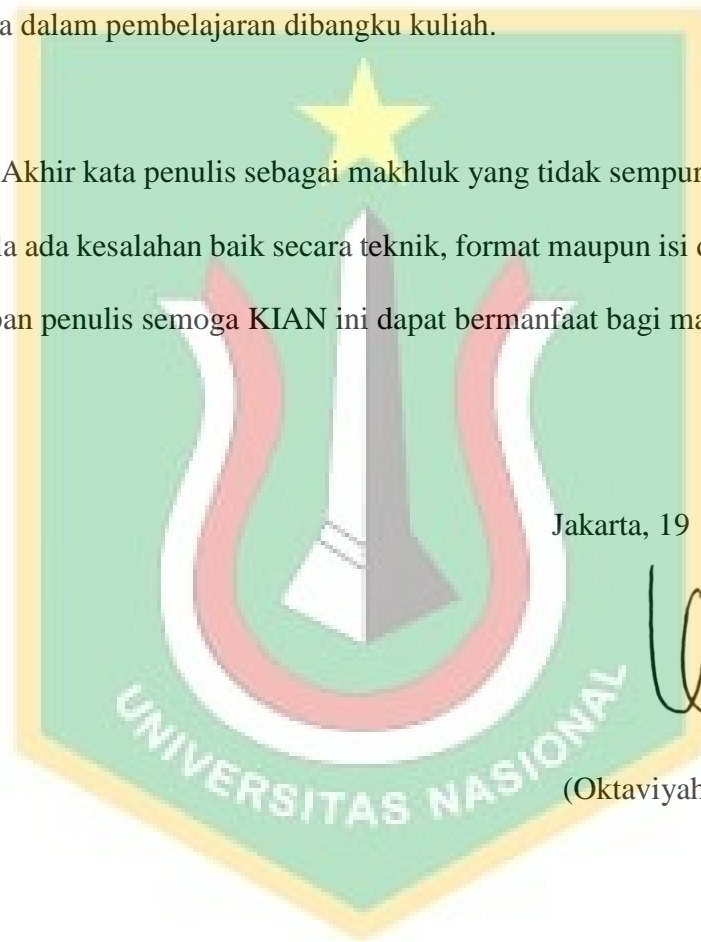 a dalam pembelajaran dibangku kuliah.
Akhir kata penulis sebagai makhluk yang tidak sempur
a ada kesalahan baik secara teknik, format maupun isi
an penulis semoga KIAN ini dapat bermanfaat bagi ma
Jakarta, 19
UNIVERSITAS NASIONAL
(Oktaviyah